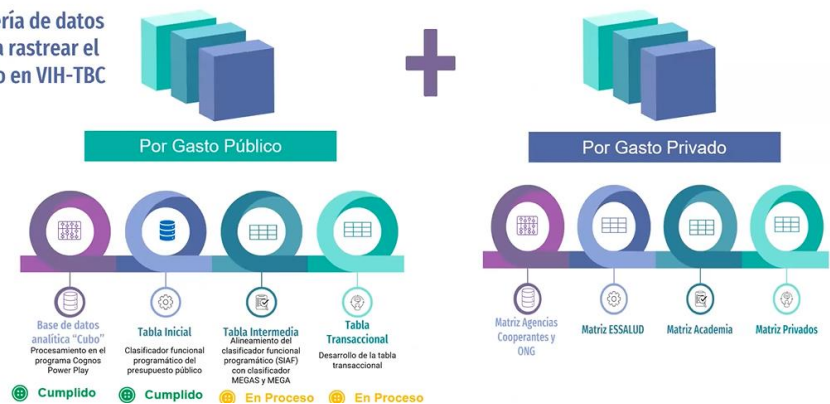 ería de datos
a rastrear el
o en VIH-TBC
Por Gasto Público
Por Gasto Privado
Base de datos
analítica "Cubo"
Procesamiento en el
programa Cognos
Power Play
Cumplido
Tabla Inicial
Clasificador funcional
programático del
presupuesto público
Cumplido
Tabla Intermedia
Alineamiento del
clasificador funcional
programático (SIAF)
con clasificador
MEGAS y MEGA
En Proceso
Tabla
Transaccional
Desarrollo de la tabla
transaccional
En Proceso
Matriz Agencias
Cooperantes y
ONG
Matriz ESSALUD
Matriz Academia
Matriz Privados